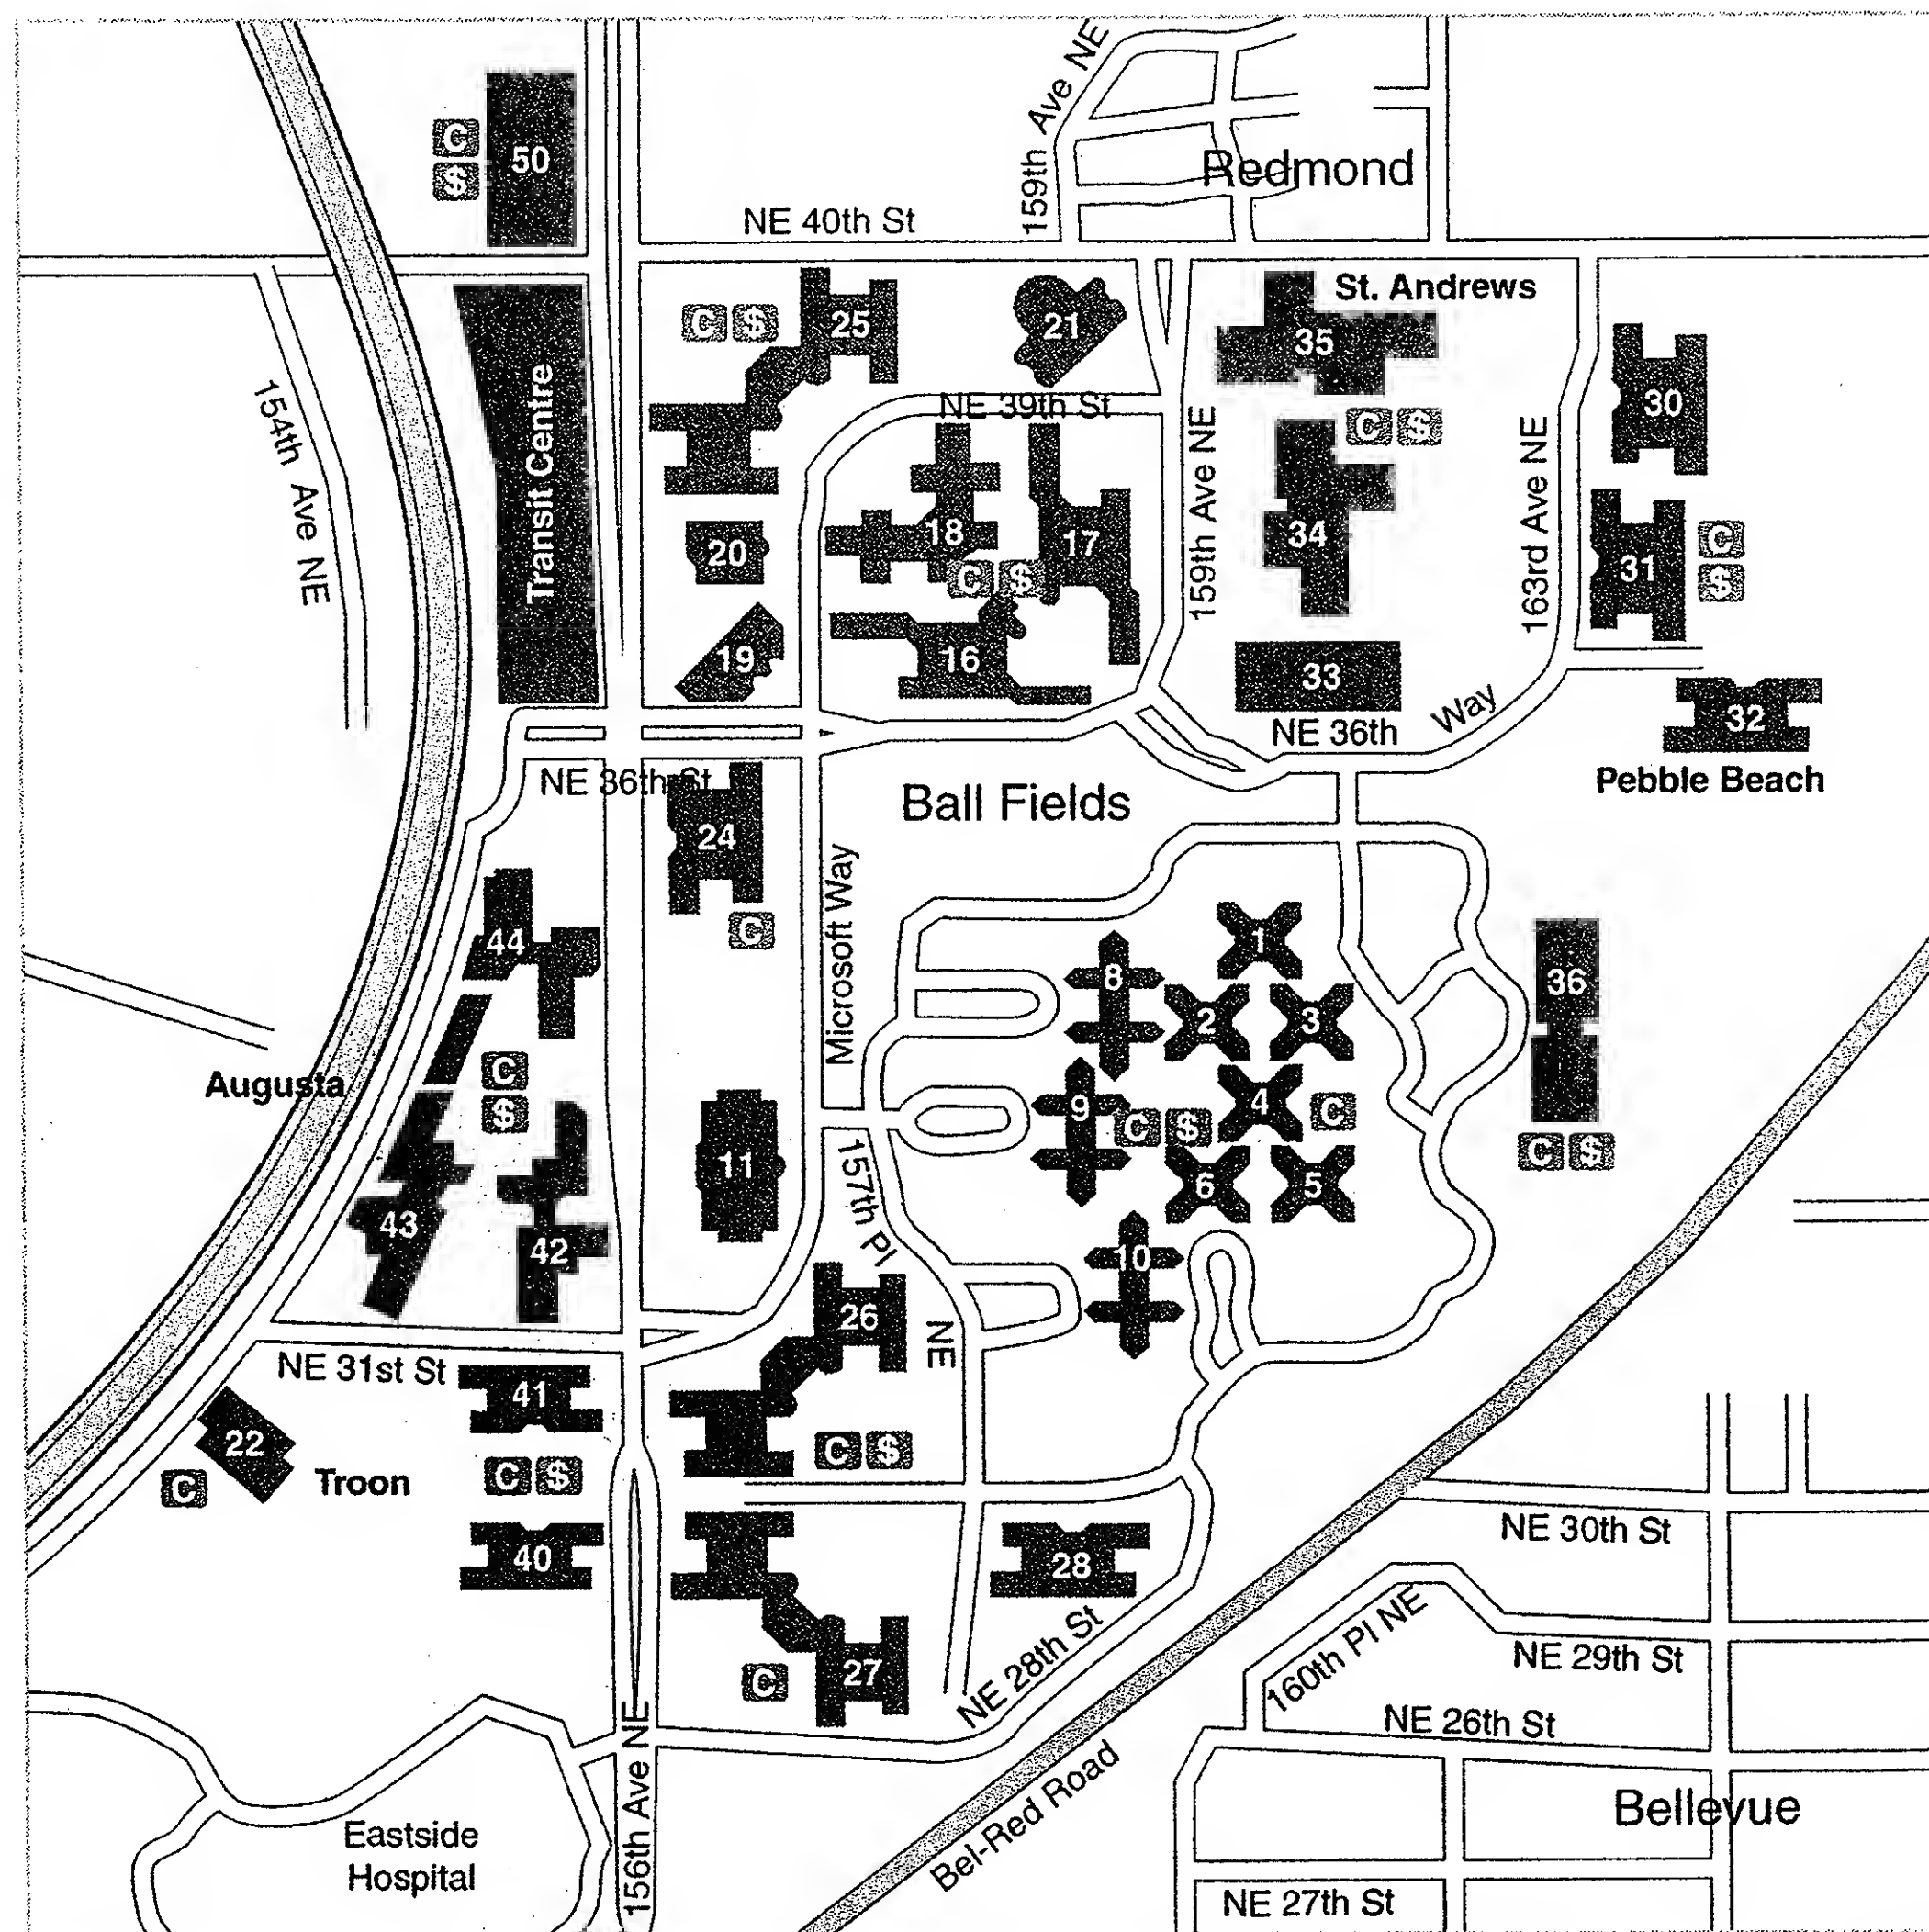 159th Ave NE
C
50
$
Redmond
NE 40th St
159th Ave NE
St. Andrews
C $
25
21
35
154th Ave NE
Transit Centre
NE 39th St
30
C $
159th Ave NE
163rd Ave NE
20
18
17
34
C
31
$
C $
19
16
33
32
NE 36th Way
Pebble Beach
NE 36th St
24
Ball Fields
Microsoft Way
C
44
1
8
36
2
3
C
Augusta
$
9
C $
4
C
C $
11
157th Pl NE
6
5
43
42
10
26
NE 31st St
41
22
C
Troon
C $
C $
40
28
NE 30th St
27
C
NE 28th St
160th Pl NE
NE 29th St
NE 26th St
156th Ave NE
Bel-Red Road
Bellevue
Eastside
Hospital
NE 27th St